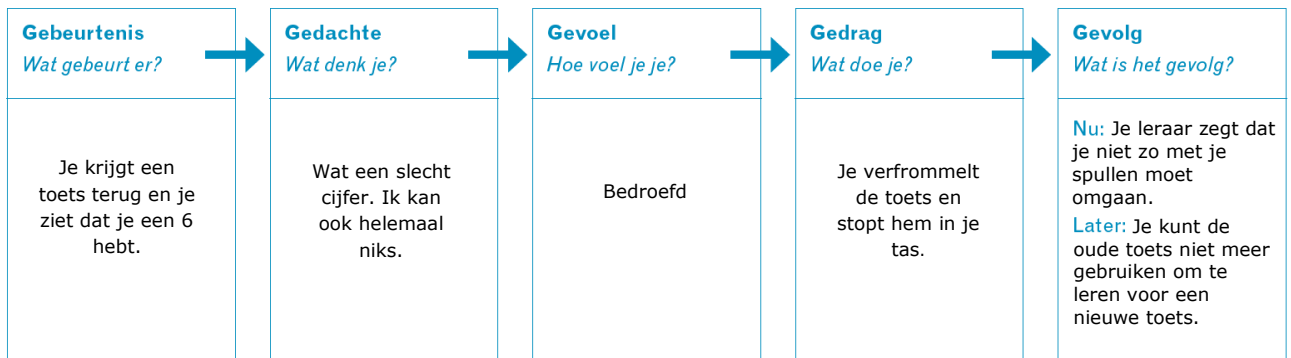 Gebeurtenis
Wat gebeurt er?
Je krijgt een
toets terug en je
ziet dat je een 6
hebt.
Gedachte
Wat denk je?
Wat een slecht
cijfer. Ik kan
ook helemaal
niks.
Gevoel
Hoe voel je je?
Bedroefd
Gedrag
Wat doe je?
Je verfrommelt
de toets en
stopt hem in je
tas.
Gevolg
Wat is het gevolg?
Nu: Je leraar zegt dat
je niet zo met je
spullen moet
omgaan.
Later: Je kunt de
oude toets niet meer
gebruiken om te
leren voor een
nieuwe toets.